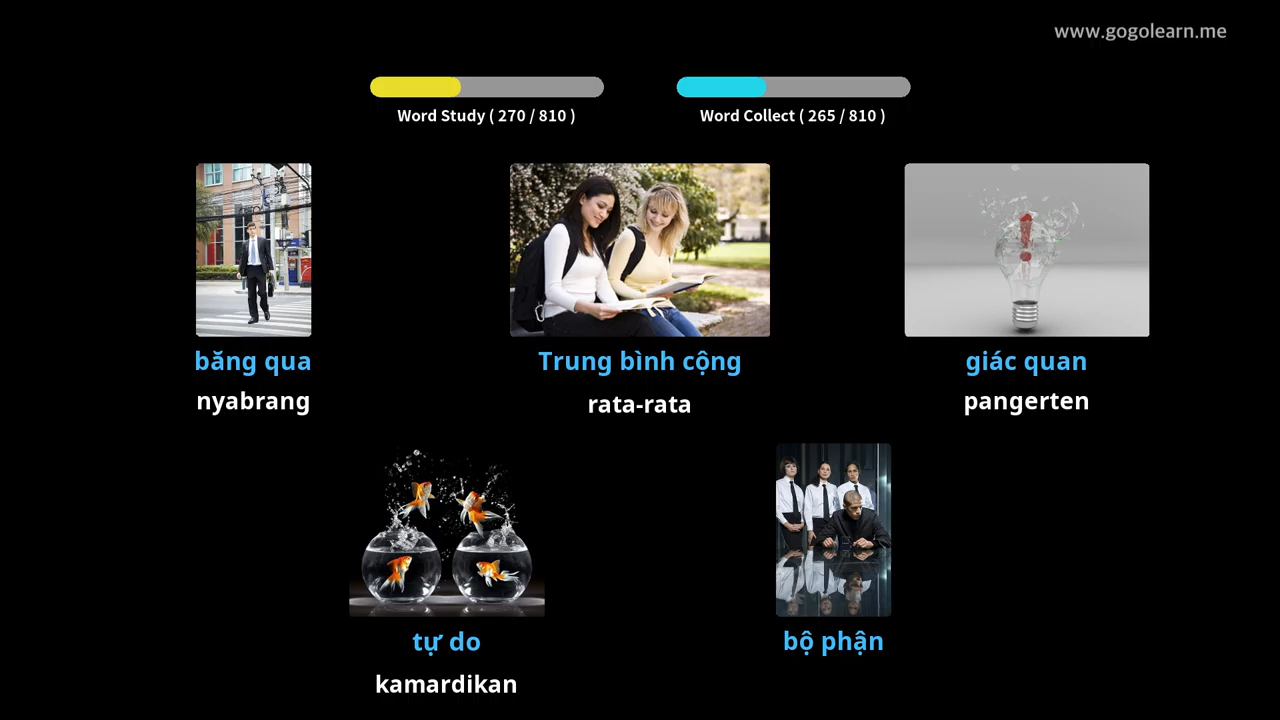 www.gogolearn.me
Word Study ( 270 / 810 )
Word Collect ( 265 / 810 )
băng qua
nyabrang
Trung bình cộng
rata-rata
giác quan
pangerten
tự do
kamardikan
bộ phận